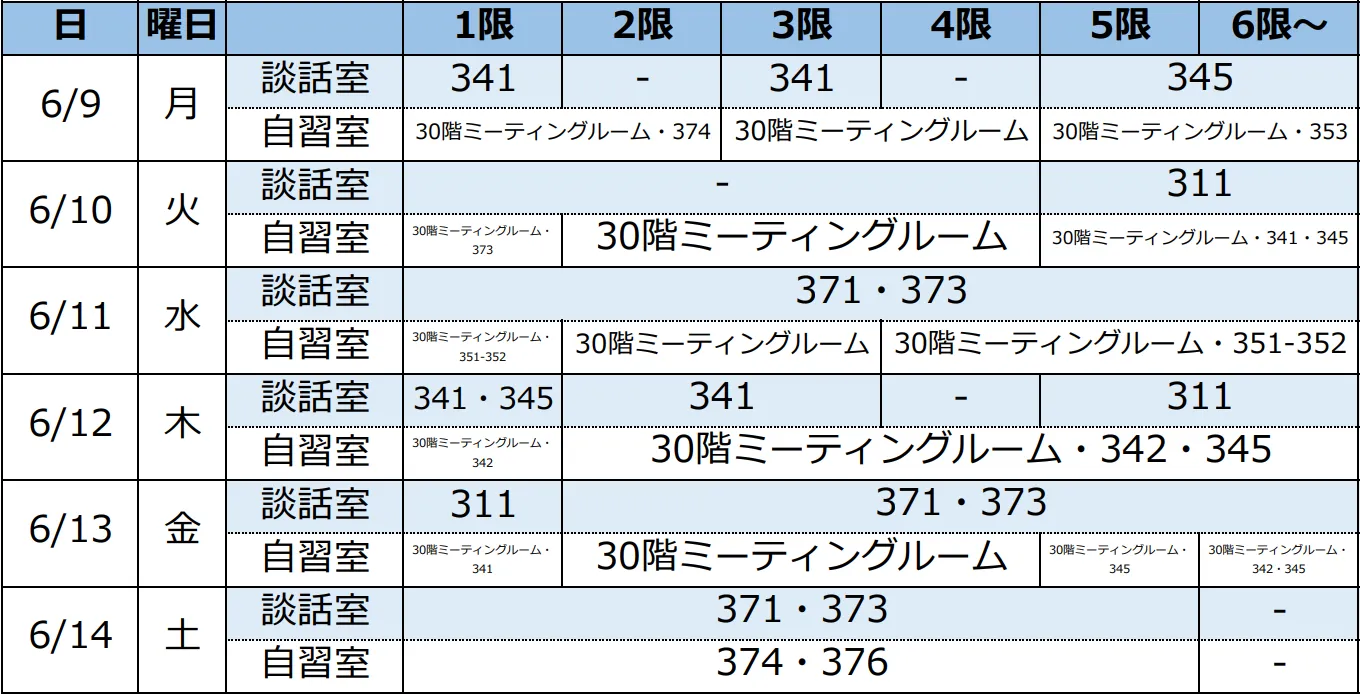 日 曜日 1限 2限 3限 4限 5限 6限～
6/9 月 談話室 341 - 341 - 345
自習室 30階ミーティングルーム・374 30階ミーティングルーム 30階ミーティングルーム・353
6/10 火 談話室 - 311
自習室 30階ミーティングルーム・
373 30階ミーティングルーム 30階ミーティングルーム・341・345
6/11 水 談話室 371・373
自習室 30階ミーティングルーム・
351-352 30階ミーティングルーム 30階ミーティングルーム・351-352
6/12 木 談話室 341・345 341 - 311
自習室 30階ミーティングルーム・
342 30階ミーティングルーム・342・345
6/13 金 談話室 311 371・373
自習室 30階ミーティングルーム・
341 30階ミーティングルーム 30階ミーティングルーム・
345 30階ミーティングルーム・
342・345
6/14 土 談話室 371・373 -
自習室 374・376 -